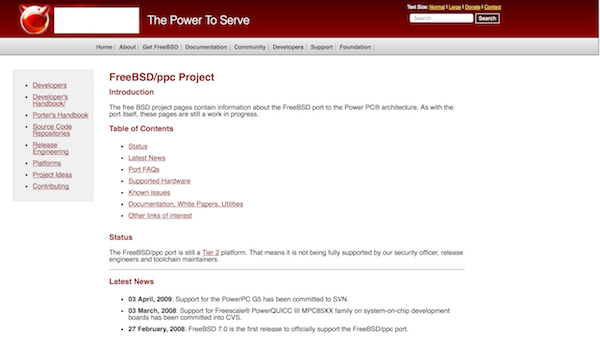 Text Size: Normal | Large | Donate | Contact
The Power To Serve
Search Search
Home | About | Get FreeBSD | Documentation | Community | Developers | Support | Foundation |
Developers
Developer's
Handbook/
Porter's Handbook
Source Code
Repositories
Release
Engineering
Platforms
Project Ideas
Contributing
FreeBSD/ppc Project
Introduction
The free BSD project pages contain information about the FreeBSD port to the Power PC® architecture. As with the
port itself, these pages are still a work in progress.
Table of Contents
• Status
• Latest News
• Port FAQs
• Supported Hardware
• Known Issues
• Documentation, White Papers, Utilities
• Other links of interest
Status
The FreeBSD/ppc port is still a Tier 2 platform. That means it is not being fully supported by our security officer, release
engineers and toolchain maintainers.
Latest News
• 03 April, 2009: Support for the PowerPC G5 has been committed to SVN.
• 03 March, 2008: Support for Freescale® PowerQUICC III MPC85XX family on system-on-chip development
boards has been committed into CVS.
• 27 February, 2008: FreeBSD 7.0 is the first release to officially support the FreeBSD/ppc port.